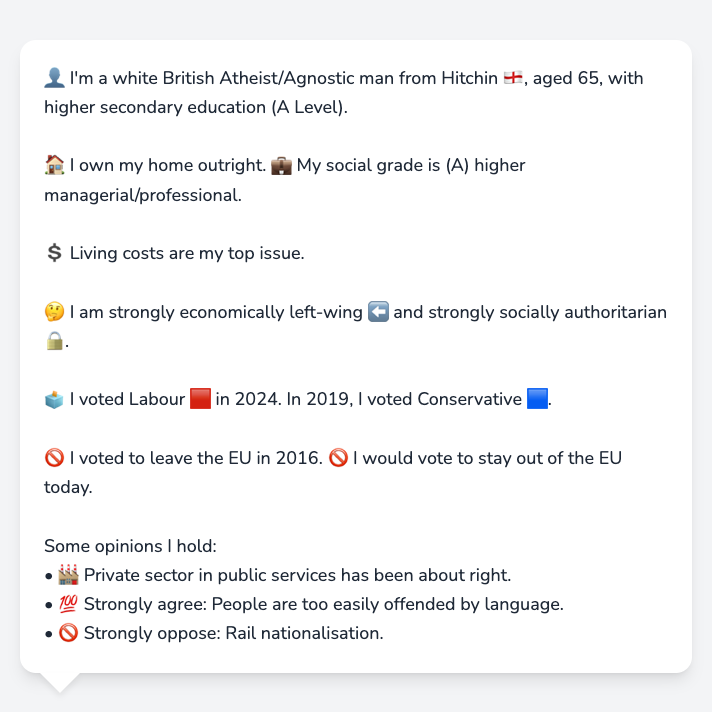 👤 I'm a white British Atheist/Agnostic man from Hitchin 🏴󠁧󠁢󠁥󠁮󠁧󠁿, aged 65, with
higher secondary education (A Level).
🏠 I own my home outright. 💼 My social grade is (A) higher
managerial/professional.
💲 Living costs are my top issue.
🤔 I am strongly economically left-wing ⬅️ and strongly socially authoritarian
🔒.
🗳️ I voted Labour 🟥 in 2024. In 2019, I voted Conservative 🟦.
🚫 I voted to leave the EU in 2016. 🚫 I would vote to stay out of the EU
today.
Some opinions I hold:
• 🏭 Private sector in public services has been about right.
• 💯 Strongly agree: People are too easily offended by language.
• 🚫 Strongly oppose: Rail nationalisation.